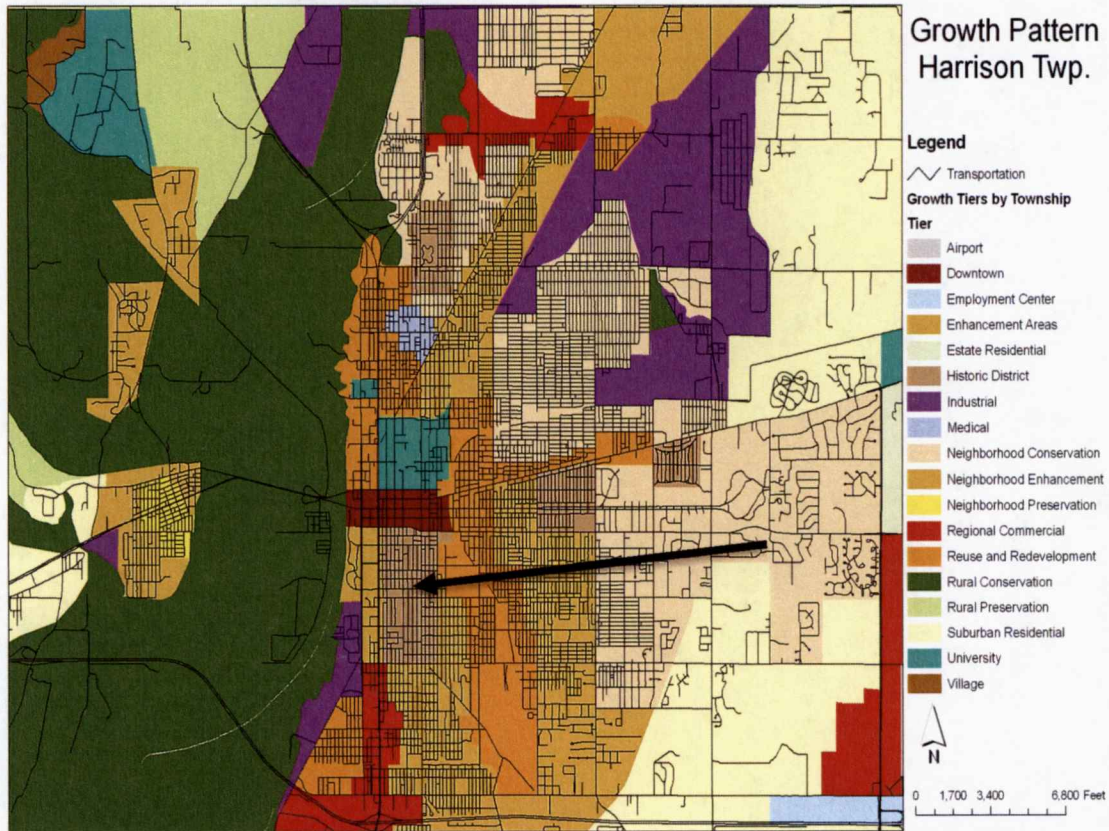 Growth Pattern
Harrison Twp.
Legend
Transportation
Growth Tiers by Township
Tier
Airport
Downtown
Employment Center
Enhancement Areas
Estate Residential
Historic District
Industrial
Medical
Neighborhood Conservation
Neighborhood Enhancement
Neighborhood Preservation
Regional Commercial
Reuse and Redevelopment
Rural Conservation
Rural Preservation
Suburban Residential
University
Village
N
0 1,700 3,400 6,800 Feet